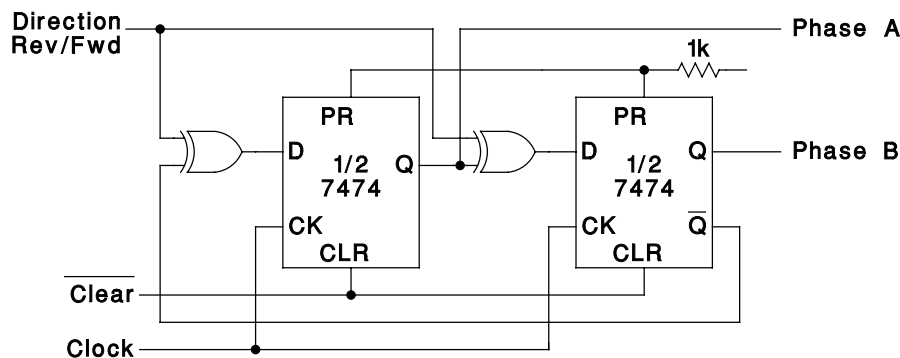 Direction
Rev/Fwd
Phase A
1k
PR
PR
D
1/2
7474
Q
D
1/2
7474
Q
Phase B
CK
CLR
CK
CLR
Q̅
C̅l̅e̅a̅r̅
Clock